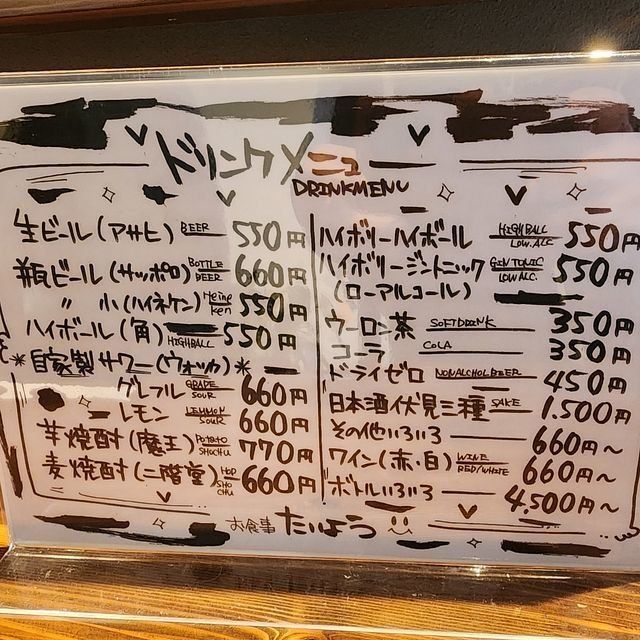 ドリンクメニュー
DRINKMENU
生ビール(アサヒ) BEER 550円
瓶ビール(サッポロ) BOTTLE BEER 660円
〃 小(ハイネケン) Heineken 550円
ハイボール(角) HIGHBALL 550円
*自家製サワー(ウォッカ)*
グレフル GRAPE SOUR 660円
レモン LEMMON SOUR 660円
芋焼酎(魔王) POTATO SHOCHU 770円
麦焼酎(二階堂) HOP SHOCHU 660円
ハイボリーハイボール HIGHBALL LOW.ALC 550円
ハイボリージントニック GIN TONIC LOW.ALC. 550円
(ローアルコール)
ウーロン茶 SOFTDRINK 350円
コーラ COLA 350円
ドライゼロ NONALCHOLBEER 450円
日本酒伏見三種 SAKE 1.500円
その他いろいろ 660円〜
ワイン(赤・白) WINE RED/WHITE 660円〜
ボトルいろいろ 4.500円〜
お食事 たいよう